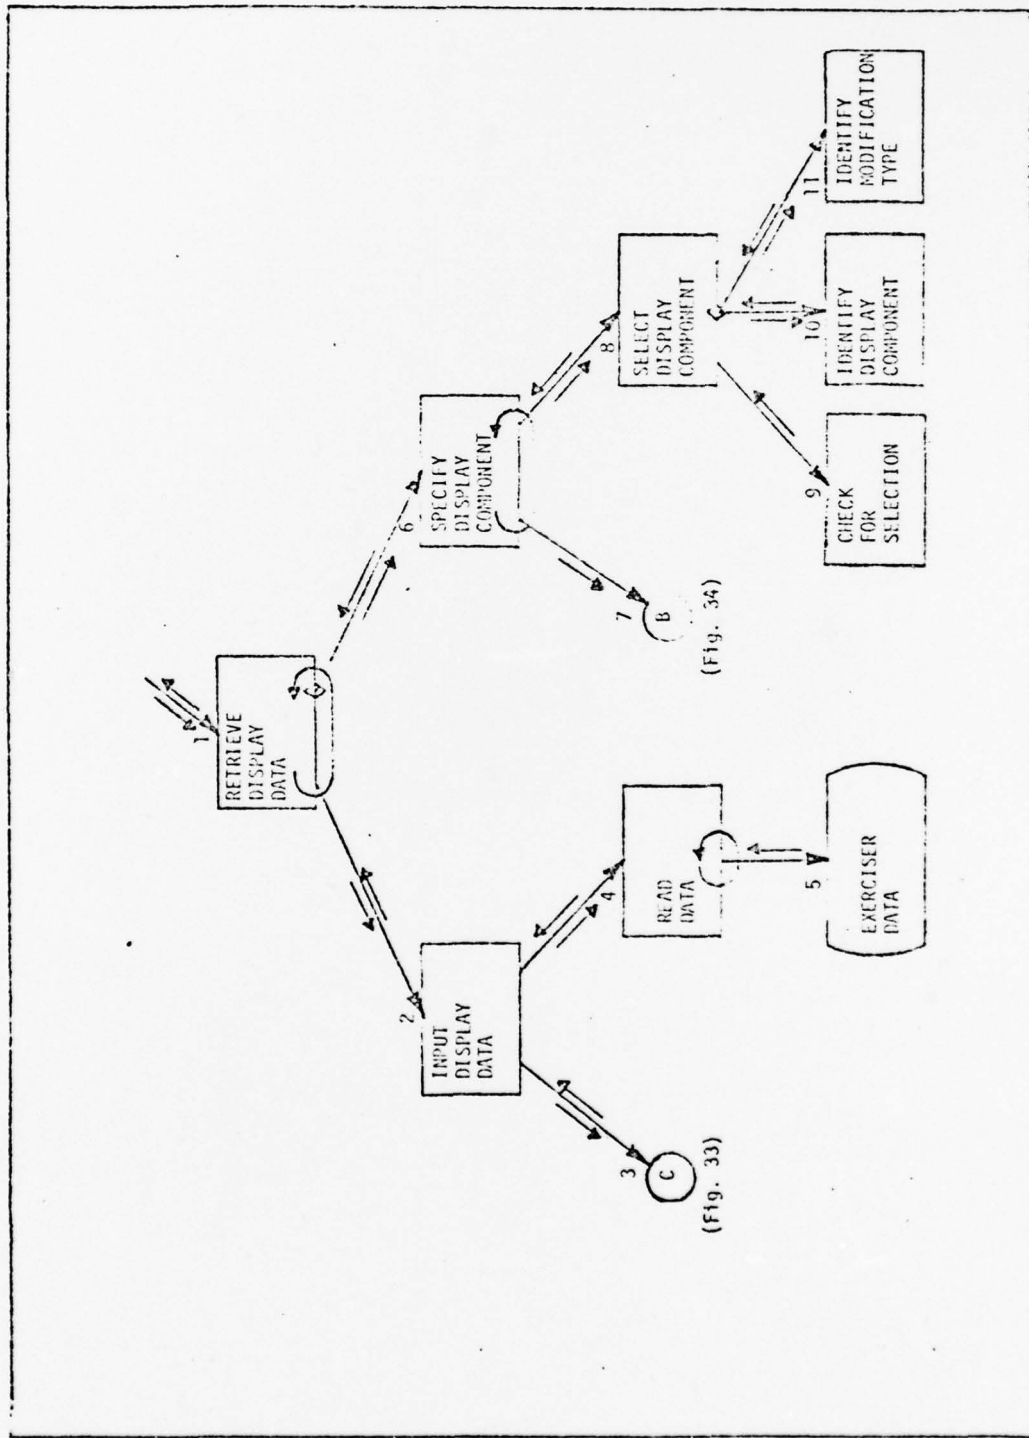 1
RETRIEVE
DISPLAY
DATA
2
INPUT
DISPLAY
DATA
6
SPECIFY
DISPLAY
COMPONENT
3
C
(Fig. 33)
4
READ
DATA
7
B
(Fig. 34)
8
SELECT
DISPLAY
COMPONENT
5
EXERCISER
DATA
9
CHECK
FOR
SELECTION
10
IDENTIFY
DISPLAY
COMPONENT
11
IDENTIFY
MODIFICATION
TYPE